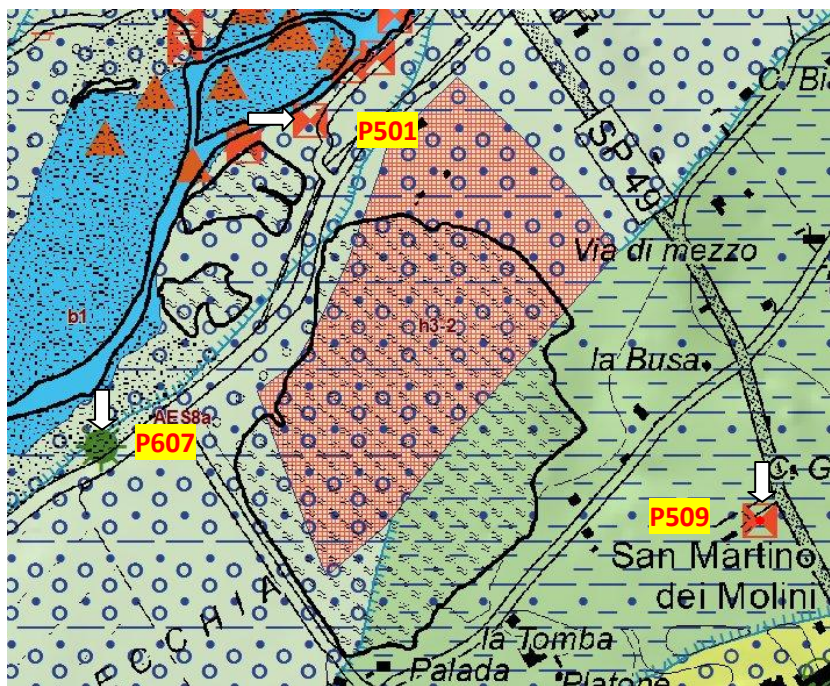 C. Bi
P501
SP 49
Via di mezzo
b1
h3-2
la Busa
AES8a
P607
C. G
P509
San Martino
dei Molini
ECCHIA
la Tomba
Palada
Platone